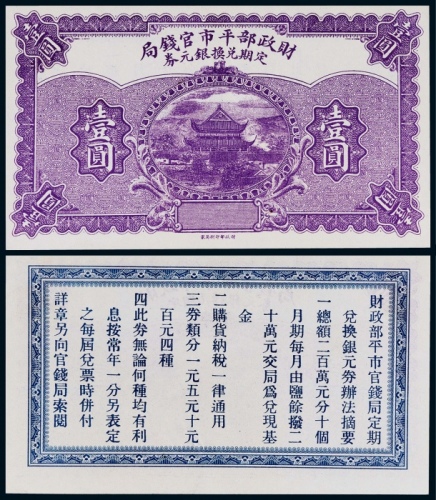 壹圓
財政部平市官錢局
壹圓
定期兌換銀元券
壹圓
壹圓
壹圓
壹圓
財政部平市官錢局定期
兌換銀元券辦法摘要
一總額二百萬元分十個
月期每月由鹽餘撥二
十萬元交局爲兌現基
金
二購貨納稅一律通用
三券類分一元五元十元
百元四種
四此券無論何種均有利
息按常年一分另表定
之每屆兌票時併付
詳章另向官錢局索閱